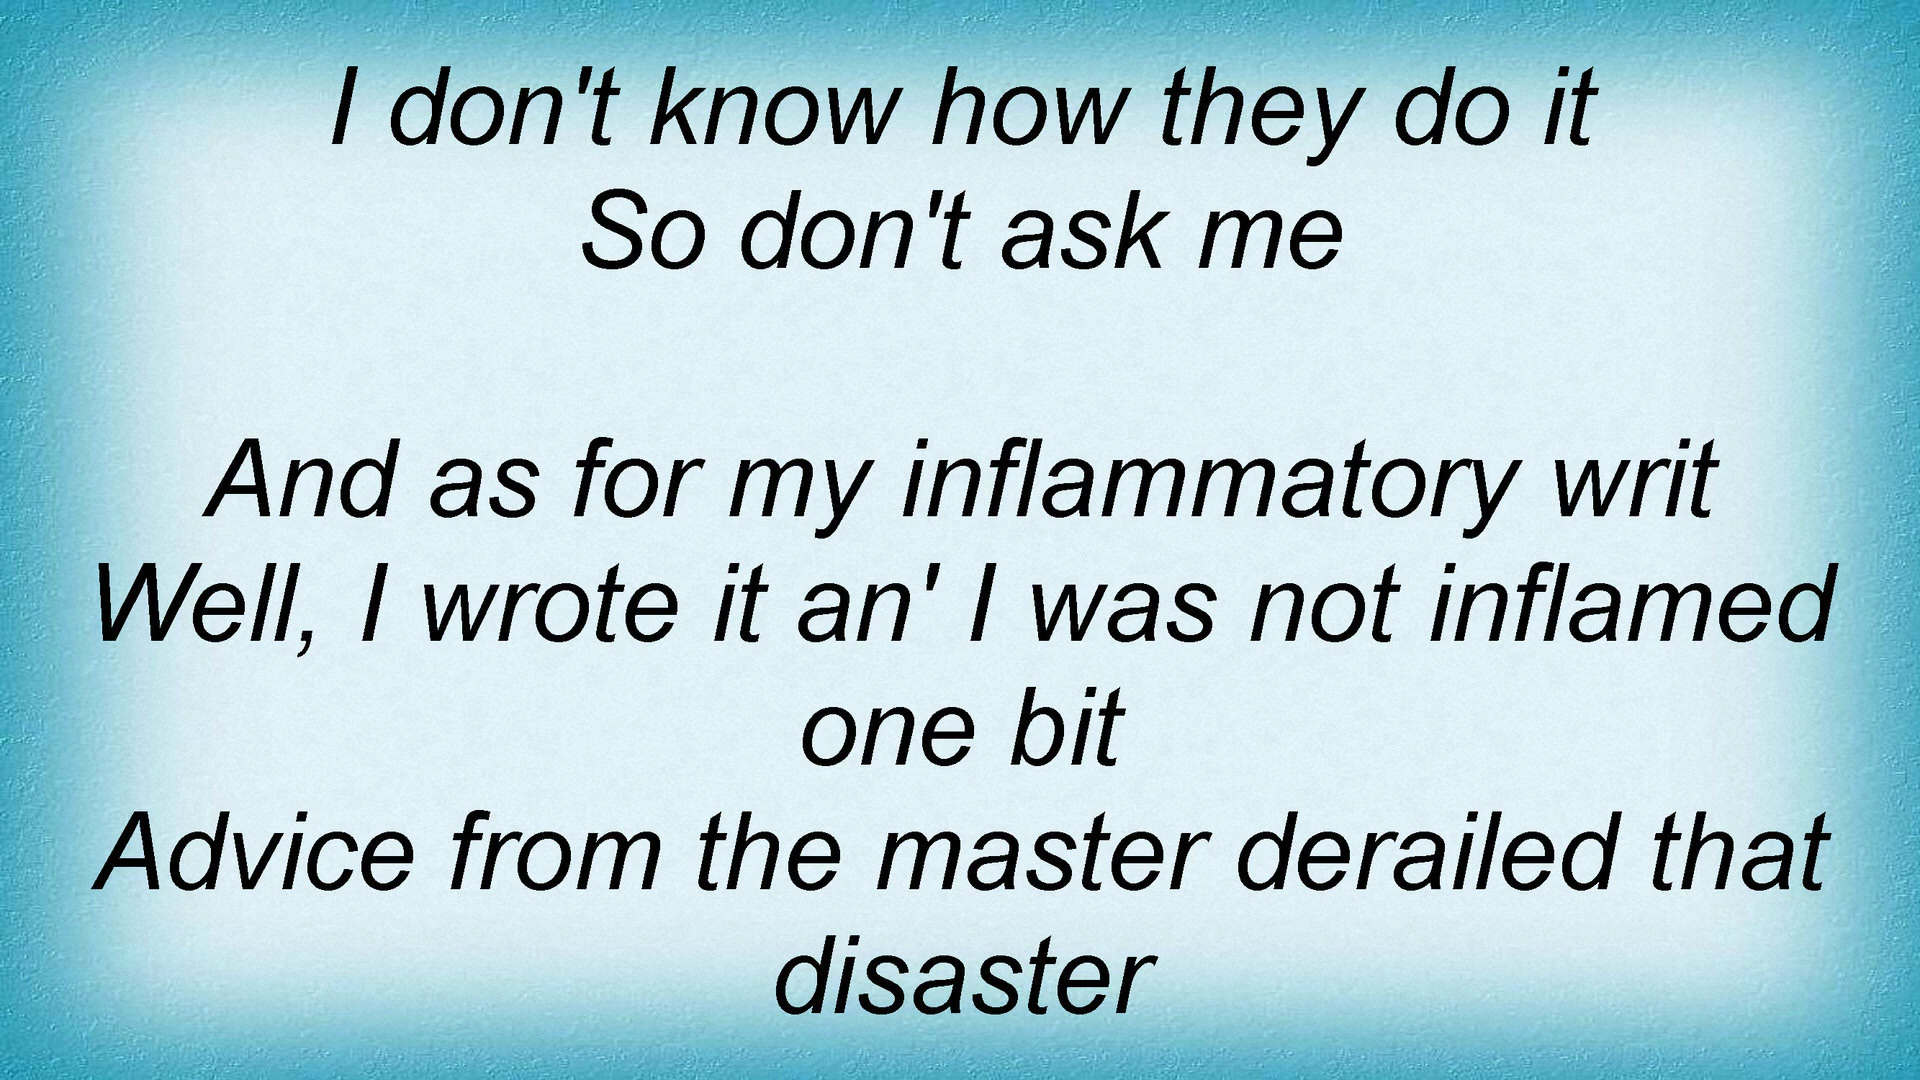 I don't know how they do it
So don't ask me
And as for my inflammatory writ
Well, I wrote it an' I was not inflamed
one bit
Advice from the master derailed that
disaster